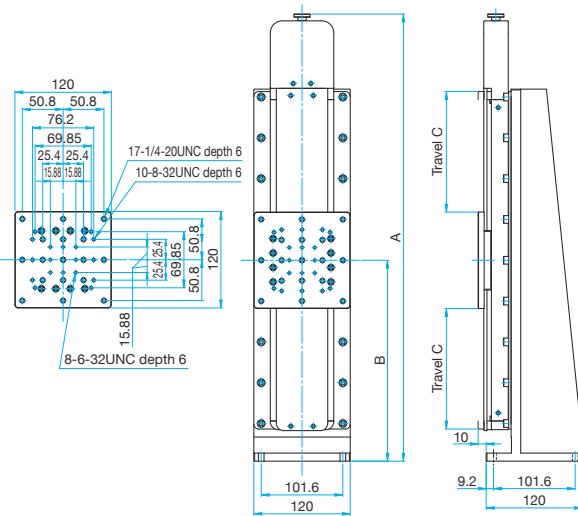 120
50.8 50.8
76.2
69.85
25.4 25.4
15.88 15.88
17-1/4-20UNC depth 6
10-8-32UNC depth 6
25.4
25.4
50.8
50.8
69.85
120
15.88
8-6-32UNC depth 6
A
B
101.6
120
Travel C
Travel C
10
9.2
101.6
120